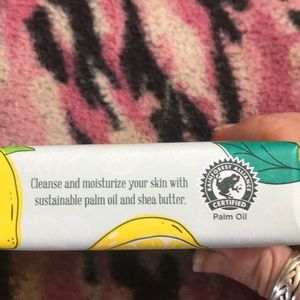 Cleanse and moisturize your skin with
sustainable palm oil and shea butter.
RAINFOREST ALLIANCE
CERTIFIED
Palm Oil